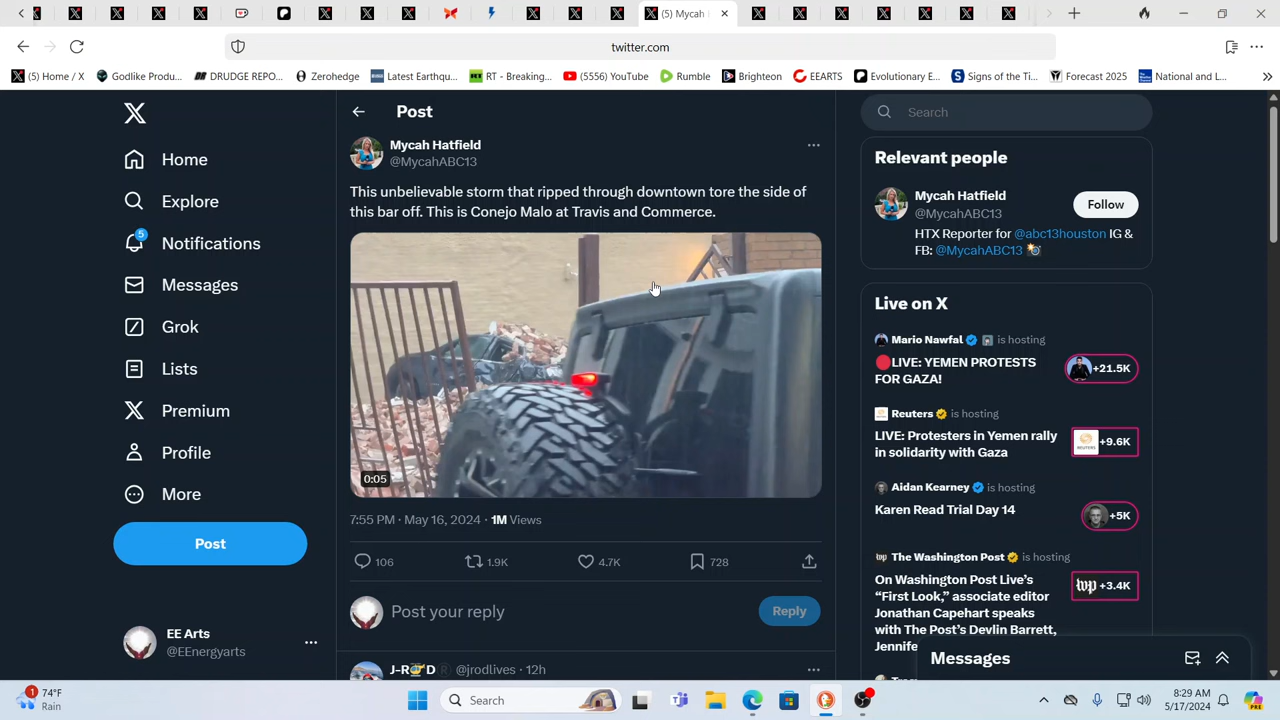 (5) Mycah
twitter.com
(5) Home / X
Godlike Produ...
DRUDGE REPO...
Zerohedge
Latest Earthqu...
RT - Breaking...
(5556) YouTube
Rumble
Brighteon
EEARTS
Evolutionary E...
Signs of the Ti...
Forecast 2025
National and L...
Home
Explore
5
Notifications
Messages
Grok
Lists
Premium
Profile
More
Post
EE Arts
@EEnergyarts
Post
Mycah Hatfield
@MycahABC13
This unbelievable storm that ripped through downtown tore the side of
this bar off. This is Conejo Malo at Travis and Commerce.
0:05
7:55 PM · May 16, 2024 · 1M Views
106 1.9K 4.7K 728
Post your reply
Reply
J-R D @jrodlives · 12h
Search
Relevant people
Mycah Hatfield
@MycahABC13
Follow
HTX Reporter for @abc13houston IG &
FB: @MycahABC13
Live on X
Mario Nawfal is hosting
LIVE: YEMEN PROTESTS
FOR GAZA!
+21.5K
Reuters is hosting
LIVE: Protesters in Yemen rally
in solidarity with Gaza
+9.6K
Aidan Kearney is hosting
Karen Read Trial Day 14
+5K
The Washington Post is hosting
On Washington Post Live's
"First Look," associate editor
Jonathan Capehart speaks
with The Post's Devlin Barrett,
Jennife
wp +3.4K
Messages
1
74°F
Rain
Search
8:29 AM
5/17/2024
PRE